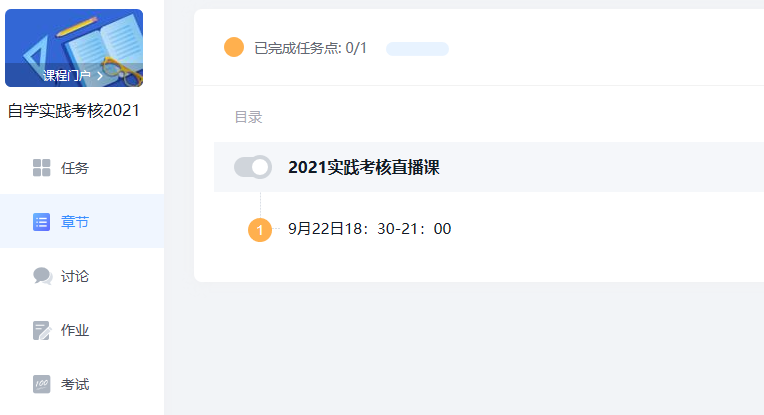 课程门户
自学实践考核2021
任务
章节
讨论
作业
考试
已完成任务点: 0/1
目录
2021实践考核直播课
1
9月22日18：30-21：00